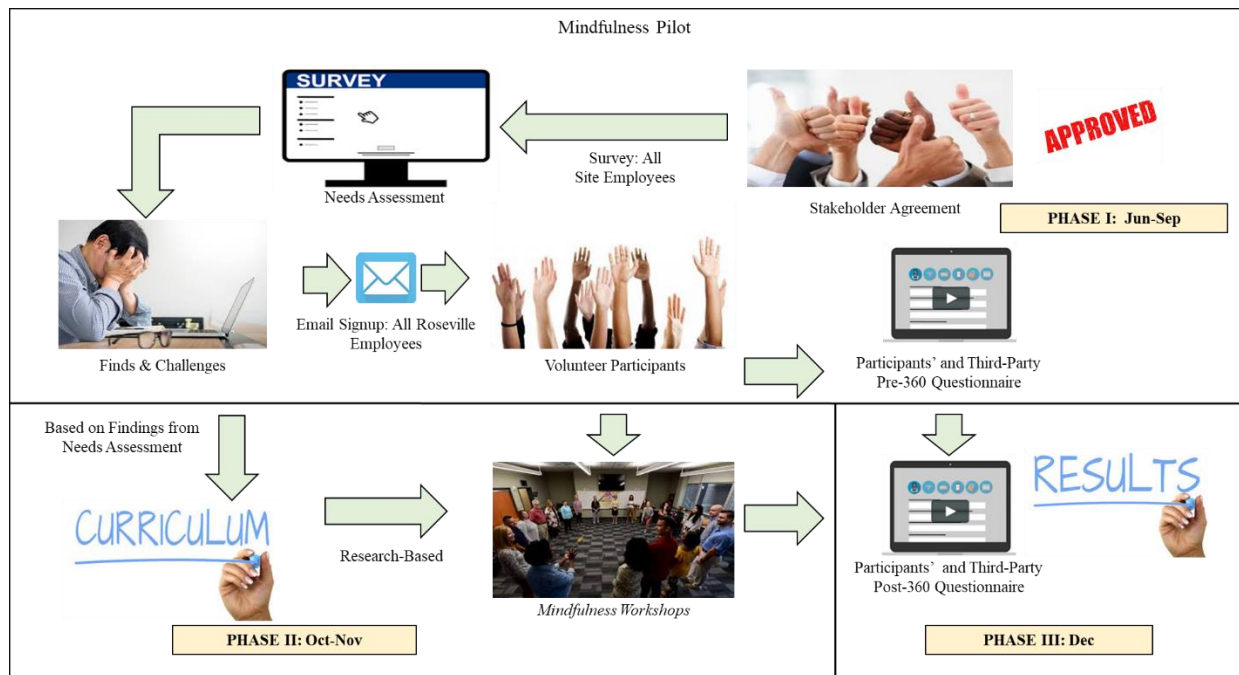 Mindfulness Pilot
SURVEY
APPROVED
Survey: All
Site Employees
Needs Assessment
Stakeholder Agreement
PHASE I: Jun-Sep
Email Signup: All Roseville
Employees
Finds & Challenges
Volunteer Participants
Participants’ and Third-Party
Pre-360 Questionnaire
Based on Findings from
Needs Assessment
CURRICULUM
Research-Based
Mindfulness Workshops
RESULTS
Participants’ and Third-Party
Post-360 Questionnaire
PHASE II: Oct-Nov
PHASE III: Dec